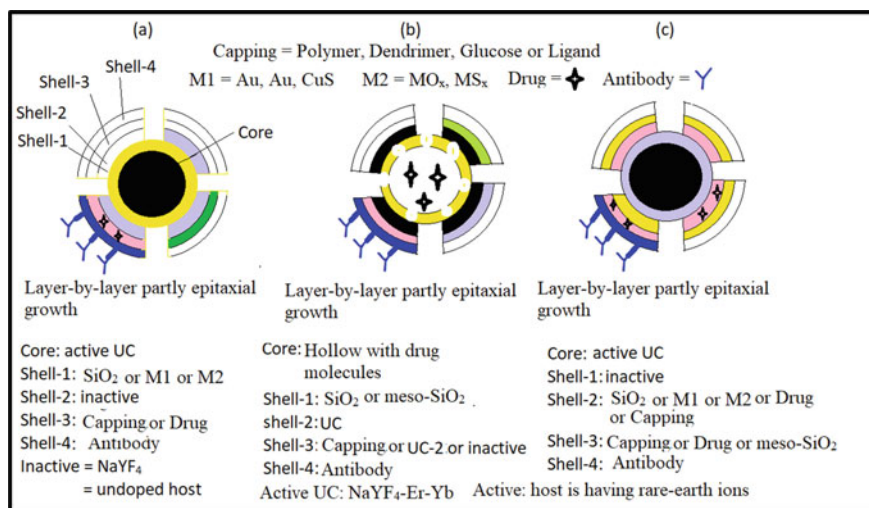 (a) (b) (c)
Capping = Polymer, Dendrimer, Glucose or Ligand
M1 = Au, Au, CuS M2 = MOₓ, MSₓ Drug = Antibody =
Shell-4
Shell-3
Shell-2
Shell-1
Core
Layer-by-layer partly epitaxial
growth
Core: active UC
Shell-1: SiO₂ or M1 or M2
Shell-2: inactive
Shell-3: Capping or Drug
Shell-4: Antibody
Inactive = NaYF₄
= undoped host
Layer-by-layer partly epitaxial
growth
Core: Hollow with drug
molecules
Shell-1: SiO₂ or meso-SiO₂
shell-2: UC
Shell-3: Capping or UC-2 or inactive
Shell-4: Antibody
Active UC: NaYF₄-Er-Yb Active: host is having rare-earth ions
Layer-by-layer partly epitaxial
growth
Core: active UC
Shell-1: inactive
Shell-2: SiO₂ or M1 or M2 or Drug
or Capping
Shell-3: Capping or Drug or meso-SiO₂
Shell-4: Antibody